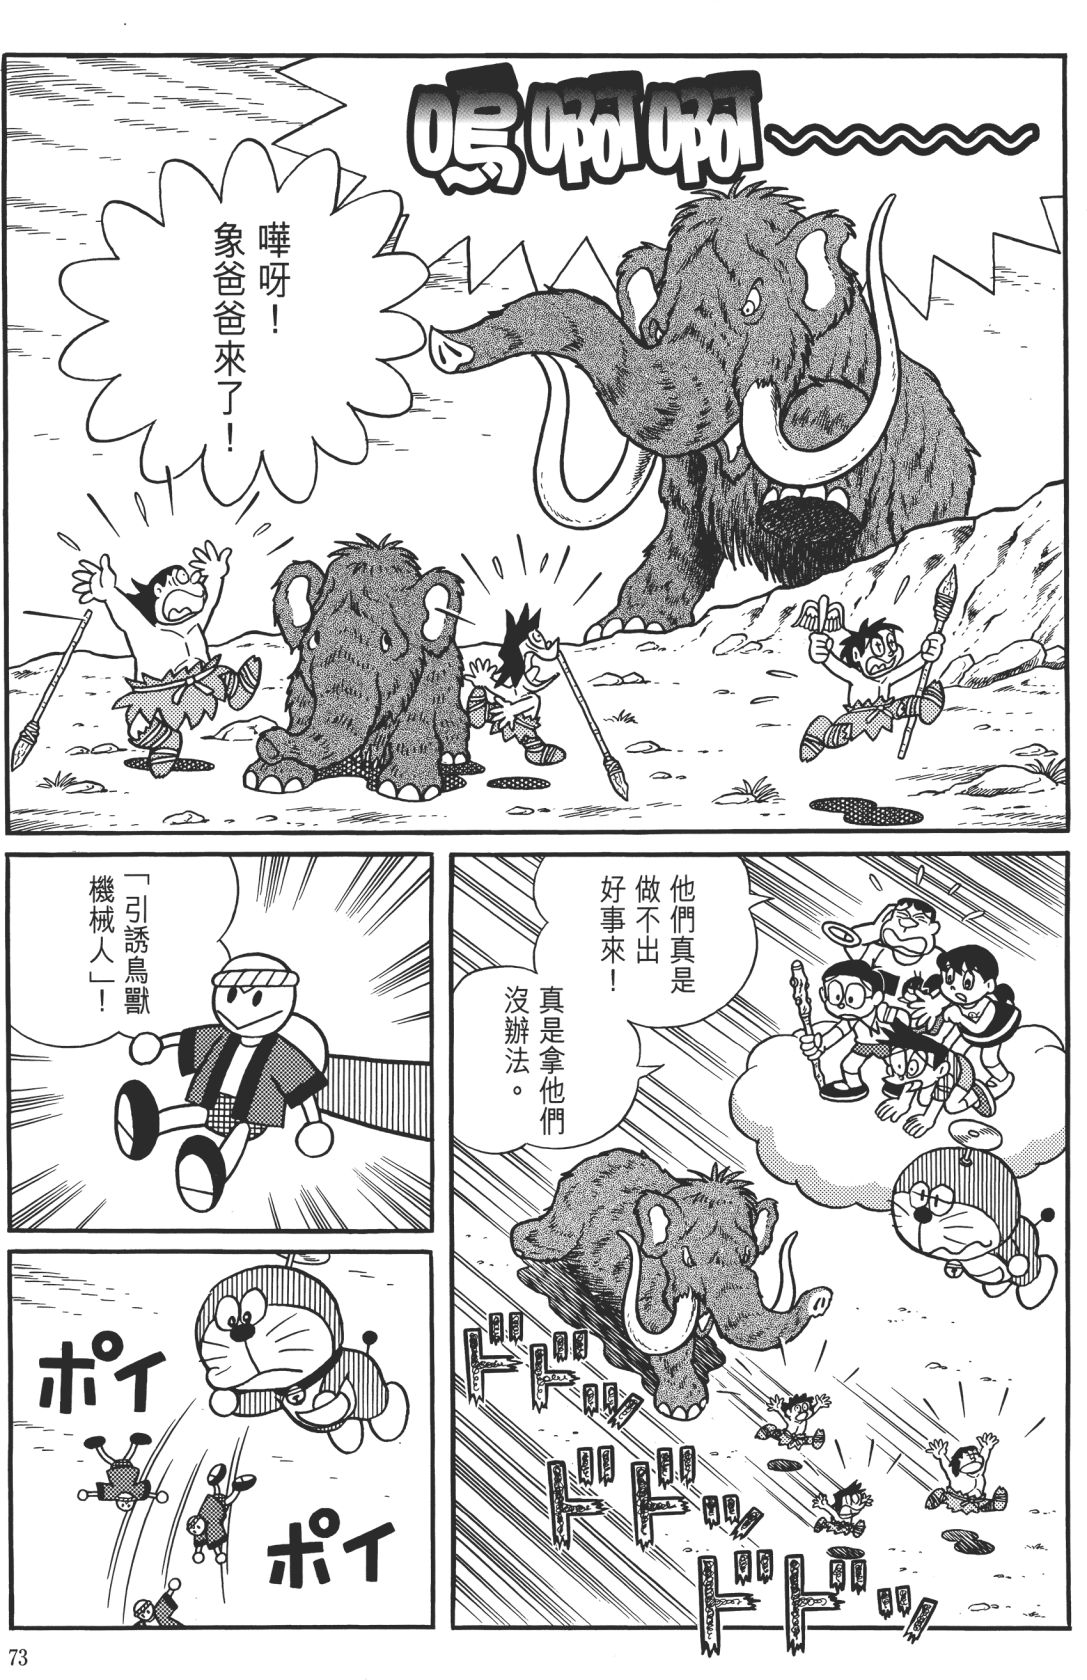 嗚啊啊
嘩呀！
象爸爸來了！
他們真是
做不出
好事來！
真是拿他們
沒辦法。
ドドドッ
ドドドッ
ドドドッ
「引誘鳥獸
機械人」！
ポイ
ポイ
73